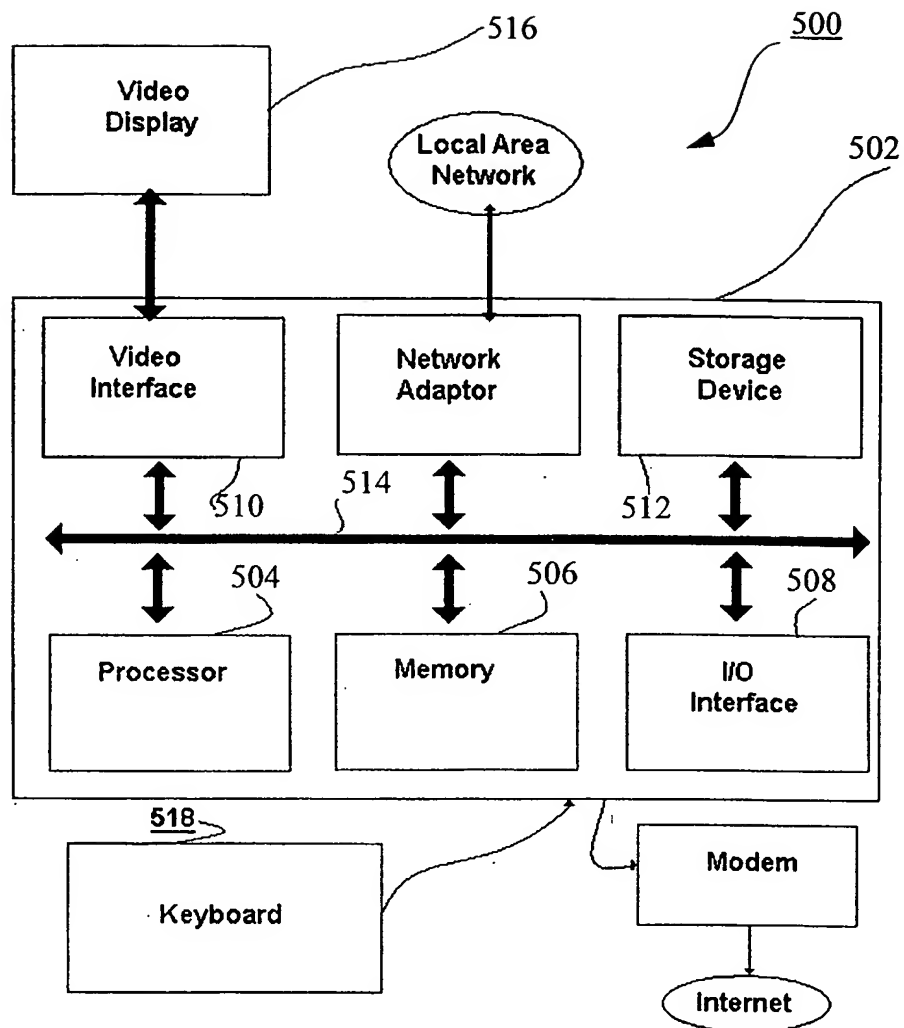 516
500
Video
Display
Local Area
Network
502
Video
Interface
Network
Adaptor
Storage
Device
510
514
512
504
506
508
Processor
Memory
I/O
Interface
518
Keyboard
Modem
Internet